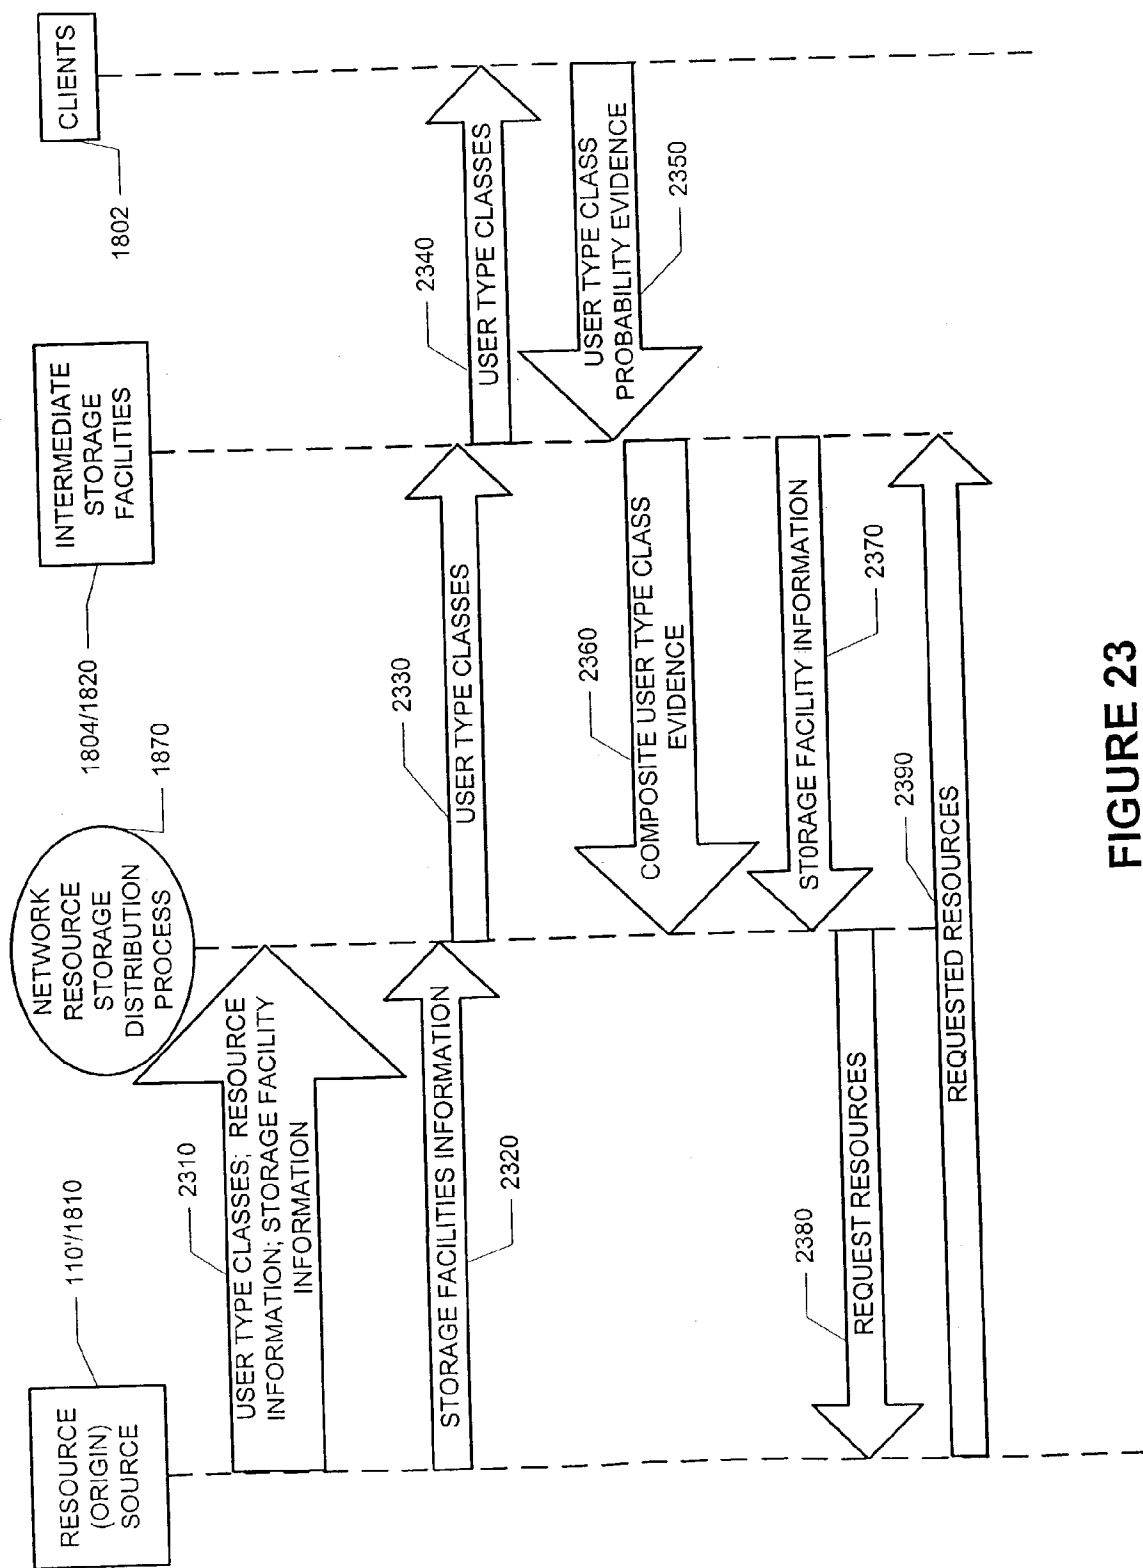 RESOURCE
(ORIGIN)
SOURCE
110'/1810
NETWORK
RESOURCE
STORAGE
DISTRIBUTION
PROCESS
1870
INTERMEDIATE
STORAGE
FACILITIES
1804/1820
CLIENTS
1802
USER TYPE CLASSES; RESOURCE
INFORMATION; STORAGE FACILITY
INFORMATION
2310
STORAGE FACILITIES INFORMATION
2320
USER TYPE CLASSES
2330
USER TYPE CLASSES
2340
USER TYPE CLASS
PROBABILITY EVIDENCE
2350
COMPOSITE USER TYPE CLASS
EVIDENCE
2360
STORAGE FACILITY INFORMATION
2370
REQUEST RESOURCES
2380
REQUESTED RESOURCES
2390
FIGURE 23